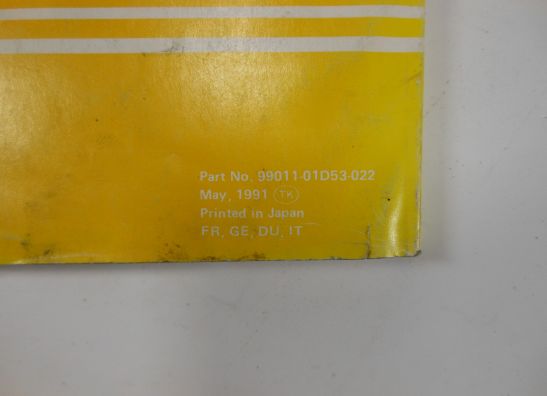 Part No. 99011-01D53-022
May, 1991 TK
Printed in Japan
FR, GE, DU, IT